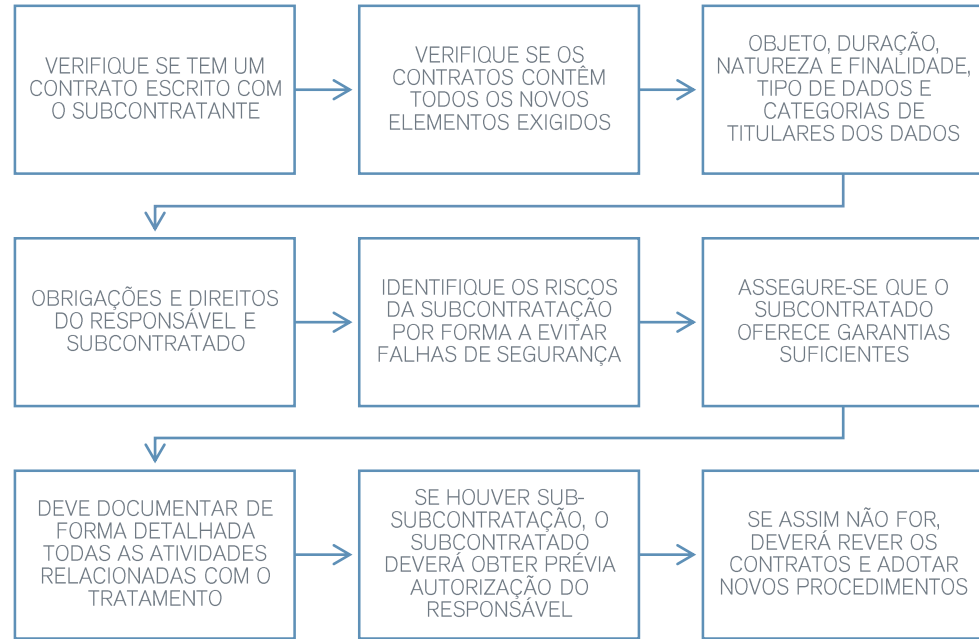 VERIFIQUE SE TEM UM
CONTRATO ESCRITO COM
O SUBCONTRATANTE
VERIFIQUE SE OS
CONTRATOS CONTÊM
TODOS OS NOVOS
ELEMENTOS EXIGIDOS
OBJETO, DURAÇÃO,
NATUREZA E FINALIDADE,
TIPO DE DADOS E
CATEGORIAS DE
TITULARES DOS DADOS
OBRIGAÇÕES E DIREITOS
DO RESPONSÁVEL E
SUBCONTRATADO
IDENTIFIQUE OS RISCOS
DA SUBCONTRATAÇÃO
POR FORMA A EVITAR
FALHAS DE SEGURANÇA
ASSEGURE-SE QUE O
SUBCONTRATADO
OFERECE GARANTIAS
SUFICIENTES
DEVE DOCUMENTAR DE
FORMA DETALHADA
TODAS AS ATIVIDADES
RELACIONADAS COM O
TRATAMENTO
SE HOUVER SUB-
SUBCONTRATAÇÃO, O
SUBCONTRATADO
DEVERÁ OBTER PRÉVIA
AUTORIZAÇÃO DO
RESPONSÁVEL
SE ASSIM NÃO FOR,
DEVERÁ REVER OS
CONTRATOS E ADOTAR
NOVOS PROCEDIMENTOS